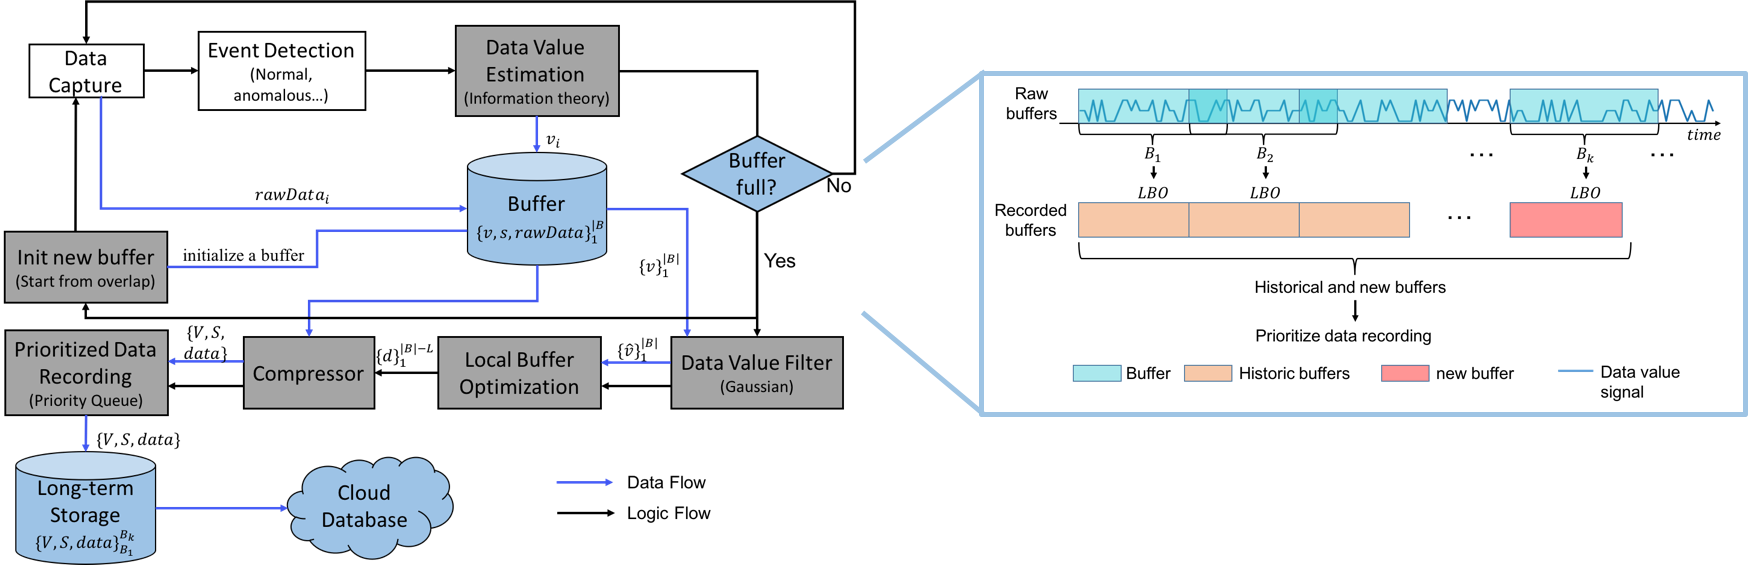 Data
Capture
Event Detection
(Normal,
anomalous...)
Data Value
Estimation
(Information theory)
v_i
Buffer
full?
No
Yes
rawData_i
Buffer
{v, s, rawData}_1^|B
initialize a buffer
Init new buffer
(Start from overlap)
{v}_1^|B|
Prioritized Data
Recording
(Priority Queue)
{V, S,
data}
Compressor
{d}_1^|B|−L
Local Buffer
Optimization
{v̂}_1^|B|
Data Value Filter
(Gaussian)
{V, S, data}
Long-term
Storage
{V, S, data}_B_1^B_k
Cloud
Database
Data Flow
Logic Flow
Raw
buffers
time
B_1
B_2
...
B_k
...
LBO
LBO
LBO
Recorded
buffers
...
Historical and new buffers
Prioritize data recording
Buffer
Historic buffers
new buffer
Data value
signal